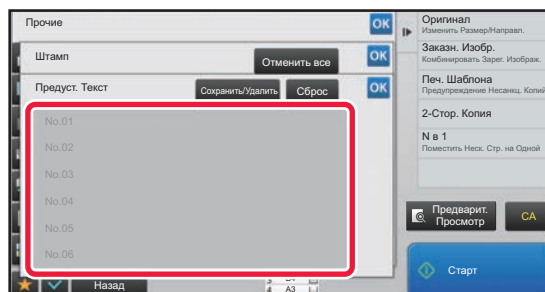 Прочие
OK
Штамп
Отменить все
OK
Предуст. Текст
Сохранить/Удалить
Сброс
OK
No.01
No.02
No.03
No.04
No.05
No.06
Назад
A3
Оригинал
Изменить Размер/Направл.
Заказн. Изобр.
Комбинировать Зарег. Изображ.
Печ. Шаблона
Предупреждение Несанкц. Копий
2-Стор. Копия
N в 1
Поместить Неск. Стр. на Одной
Предварит.
Просмотр
CA
Старт